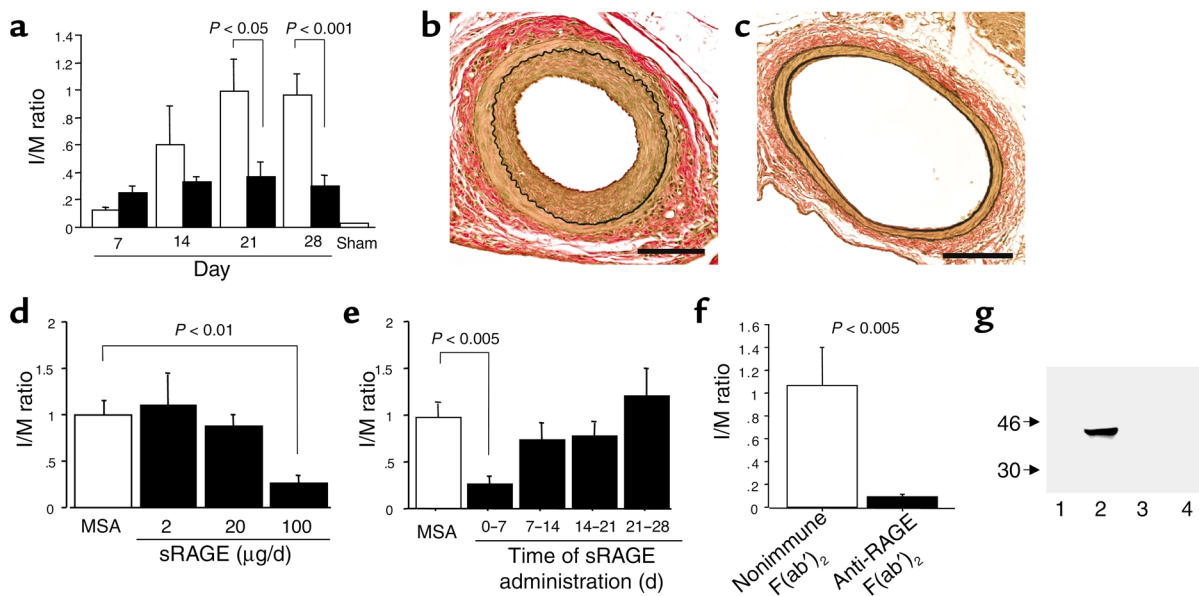 a
P < 0.05
P < 0.001
1.4
1.2
1
.8
.6
.4
.2
0
I/M ratio
7
14
21
28
Sham
Day
b
c
d
2
1.5
1
.5
0
I/M ratio
P < 0.01
MSA
2
20
100
sRAGE (μg/d)
e
2
1.5
1
.5
0
I/M ratio
P < 0.005
MSA
0–7
7–14
14–21
21–28
Time of sRAGE
administration (d)
f
1.6
1.4
1.2
1.0
.8
.6
.4
.2
0
I/M ratio
P < 0.005
Nonimmune
F(ab′)2
Anti-RAGE
F(ab′)2
g
46
30
1 2 3 4